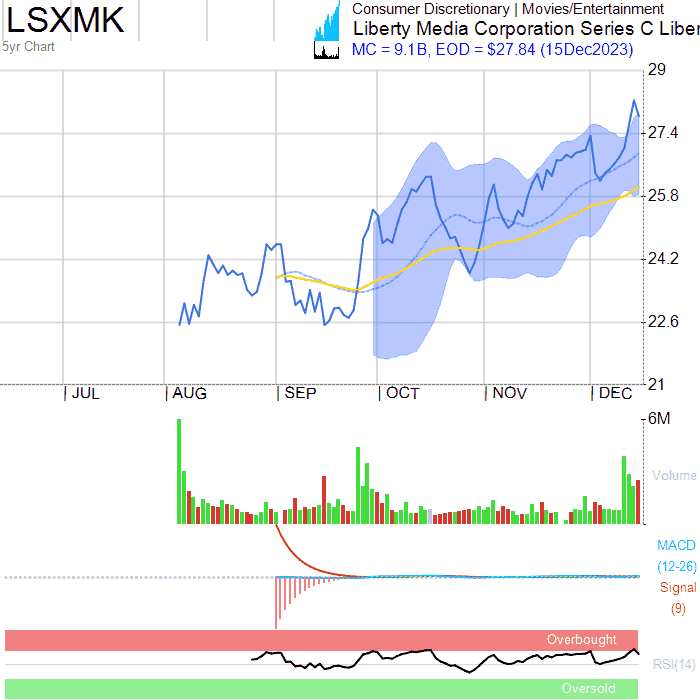 LSXMK
5yr Chart
Consumer Discretionary | Movies/Entertainment
Liberty Media Corporation Series C Liber
MC = 9.1B, EOD = $27.84 (15Dec2023)
29
27.4
25.8
24.2
22.6
21
JUL AUG SEP OCT NOV DEC
6M
Volume
MACD
(12-26)
Signal
(9)
Overbought
RSI(14)
Oversold